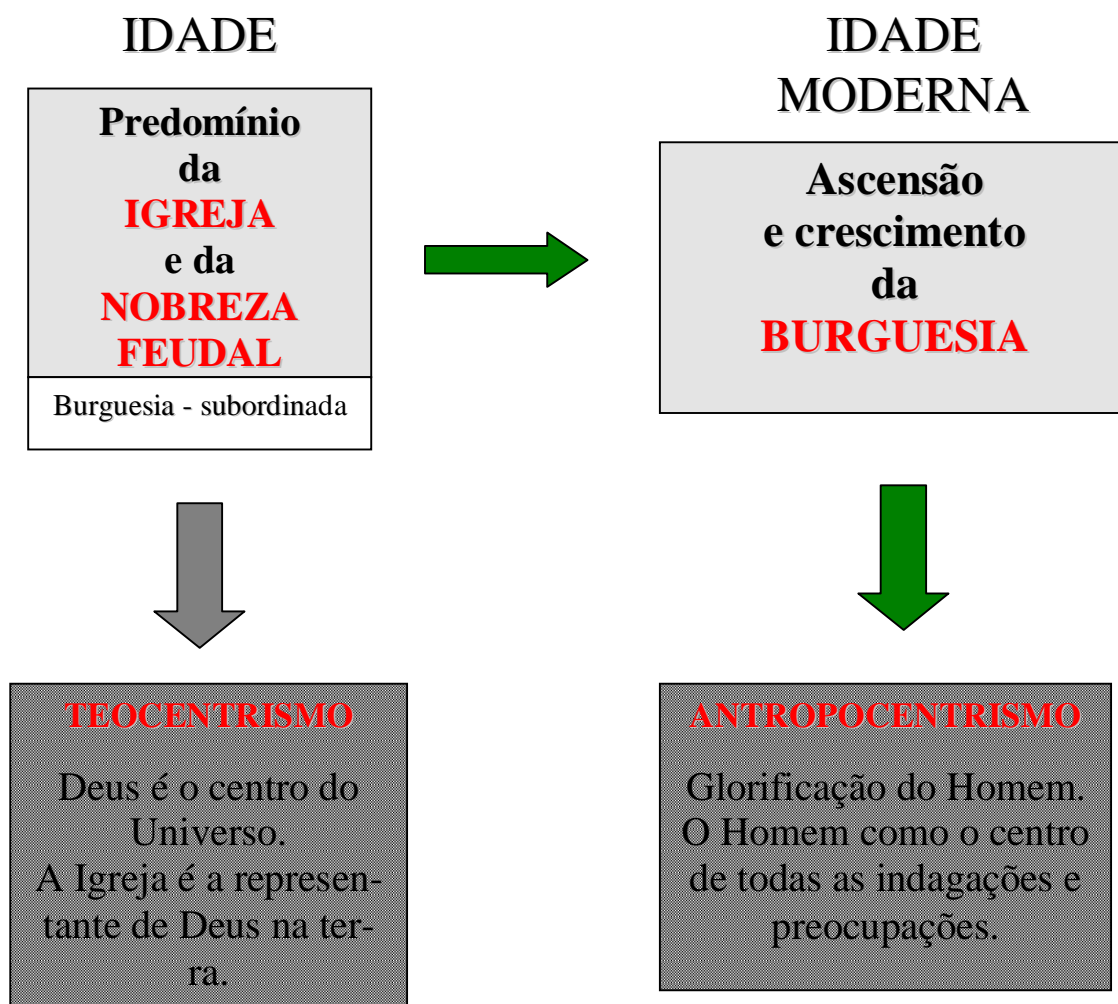 IDADE
Predomínio
da
IGREJA
e da
NOBREZA
FEUDAL
Burguesia - subordinada
IDADE
MODERNA
Ascensão
e crescimento
da
BURGUESIA
TEOCENTRISMO
Deus é o centro do
Universo.
A Igreja é a represen-
tante de Deus na ter-
ra.
ANTROPOCENTRISMO
Glorificação do Homem.
O Homem como o centro
de todas as indagações e
preocupações.